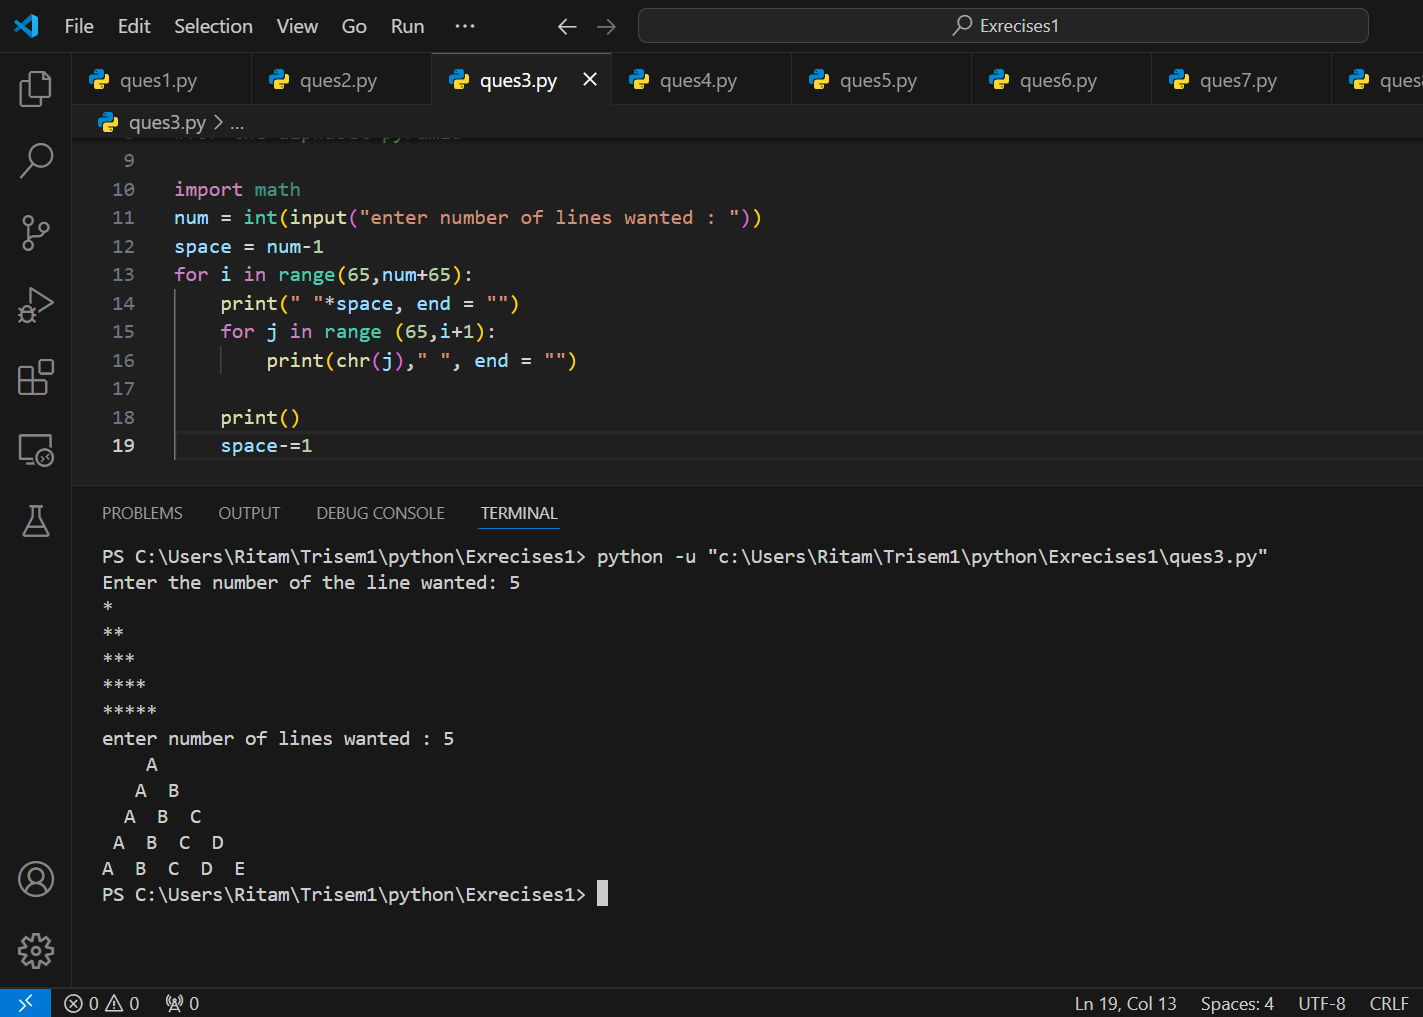 File Edit Selection View Go Run ···
Exrecises1
ques1.py ques2.py ques3.py ques4.py ques5.py ques6.py ques7.py
ques3.py > ...
9
10 import math
11 num = int(input("enter number of lines wanted : "))
12 space = num-1
13 for i in range(65,num+65):
14     print(" "*space, end = "")
15     for j in range (65,i+1):
16         print(chr(j)," ", end = "")
17
18     print()
19     space-=1
PROBLEMS OUTPUT DEBUG CONSOLE TERMINAL
PS C:\Users\Ritam\Trisem1\python\Exrecises1> python -u "c:\Users\Ritam\Trisem1\python\Exrecises1\ques3.py"
Enter the number of the line wanted: 5
*
**
***
****
*****
enter number of lines wanted : 5
    A
   A  B
  A  B  C
 A  B  C  D
A  B  C  D  E
PS C:\Users\Ritam\Trisem1\python\Exrecises1>
0 0 0 Ln 19, Col 13 Spaces: 4 UTF-8 CRLF